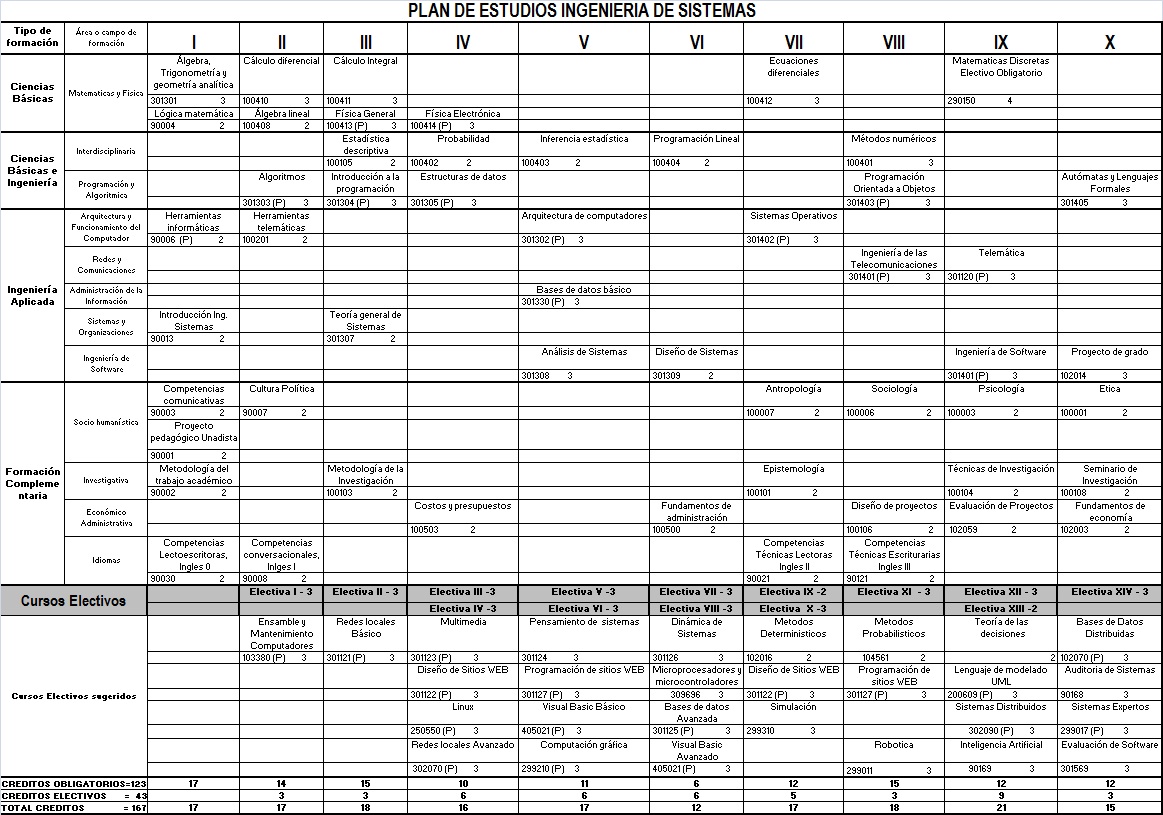 PLAN DE ESTUDIOS INGENIERIA DE SISTEMAS
Tipo de formación Área o campo de formación I II III IV V VI VII VIII IX X
Ciencias Básicas
Matematicas y Fisica
Álgebra, Trigonometría y geometría analítica
301301 3
Cálculo diferencial
100410 3
Cálculo Integral
100411 3
Ecuaciones diferenciales
100412 3
Matematicas Discretas Electivo Obligatorio
290150 4
Lógica matemática
90004 2
Álgebra lineal
100408 2
Física General
100413 (P) 3
Física Electrónica
100414 (P) 3
Ciencias Básicas e Ingeniería
Interdisciplinaria
Estadística descriptiva
100105 2
Probabilidad
100402 2
Inferencia estadística
100403 2
Programación Lineal
100404 2
Métodos numéricos
100401 3
Programación y Algoritmica
Algoritmos
301303 (P) 3
Introducción a la programación
301304 (P) 3
Estructuras de datos
301305 (P) 3
Programación Orientada a Objetos
301403 (P) 3
Autómatas y Lenguajes Formales
301405 3
Ingeniería Aplicada
Arquitectura y Funcionamiento del Computador
Herramientas informáticas
90006 (P) 2
Herramientas telemáticas
100201 2
Arquitectura de computadores
301302 (P) 3
Sistemas Operativos
301402 (P) 3
Redes y Comunicaciones
Ingeniería de las Telecomunicaciones
301401 (P) 3
Telemática
301120 (P) 3
Administración de la Información
Bases de datos básico
301330 (P) 3
Sistemas y Organizaciones
Introducción Ing. Sistemas
90013 2
Teoría general de Sistemas
301307 2
Ingeniería de Software
Análisis de Sistemas
301308 3
Diseño de Sistemas
301309 2
Ingeniería de Software
301401 (P) 3
Proyecto de grado
102014 3
Formación Compleme ntaria
Socio humanística
Competencias comunicativas
90003 2
Cultura Política
90007 2
Antropología
100007 2
Sociología
100006 2
Psicología
100003 2
Etica
100001 2
Proyecto pedagógico Unadista
90001 2
Investigativa
Metodología del trabajo académico
90002 2
Metodología de la Investigación
100103 2
Epistemología
100101 2
Técnicas de Investigación
100104 2
Seminario de Investigación
100108 2
Económico Administrativa
Costos y presupuestos
100503 2
Fundamentos de administración
100500 2
Diseño de proyectos
100106 2
Evaluación de Proyectos
102059 2
Fundamentos de economía
102003 2
Idiomas
Competencias Lectoescritoras, Ingles 0
90030 2
Competencias conversacionales, Inlges I
90008 2
Competencias Técnicas Lectoras Ingles II
90021 2
Competencias Técnicas Escriturarias Ingles III
90121 2
Cursos Electivos
Electiva I - 3 Electiva II - 3 Electiva III -3 Electiva V -3 Electiva VII - 3 Electiva IX -2 Electiva XI - 3 Electiva XII - 3 Electiva XIV - 3
Electiva IV -3 Electiva VI - 3 Electiva VIII -3 Electiva X -3 Electiva XIII -2
Cursos Electivos sugeridos
Ensamble y Mantenimiento Computadores
103380 (P) 3
Redes locales Básico
301121 (P) 3
Multimedia
301123 (P) 3
Pensamiento de sistemas
301124 3
Dinámica de Sistemas
301126 3
Metodos Deterministicos
102016 2
Metodos Probabilisticos
104561 2
Teoría de las decisiones
2
Bases de Datos Distribuidas
102070 (P) 3
Diseño de Sitios WEB
301122 (P) 3
Programación de sitios WEB
301127 (P) 3
Microprocesadores y microcontroladores
309696 3
Diseño de Sitios WEB
301122 (P) 3
Programación de sitios WEB
301127 (P) 3
Lenguaje de modelado UML
200609 (P) 3
Auditoria de Sistemas
90168 3
Linux
250550 (P) 3
Visual Basic Básico
405021 (P) 3
Bases de datos Avanzada
301125 (P) 3
Simulación
299310 3
Sistemas Distribuidos
302090 (P) 3
Sistemas Expertos
299017 (P) 3
Redes locales Avanzado
302070 (P) 3
Computación gráfica
299210 (P) 3
Visual Basic Avanzado
405021 (P) 3
Robotica
299011 3
Inteligencia Artificial
90169 3
Evaluación de Software
301569 3
CREDITOS OBLIGATORIOS=123 17 14 15 10 11 6 12 15 12 12
CREDITOS ELECTIVOS = 43 3 3 6 6 6 5 3 9 3
TOTAL CREDITOS = 167 17 17 18 16 17 12 17 18 21 15